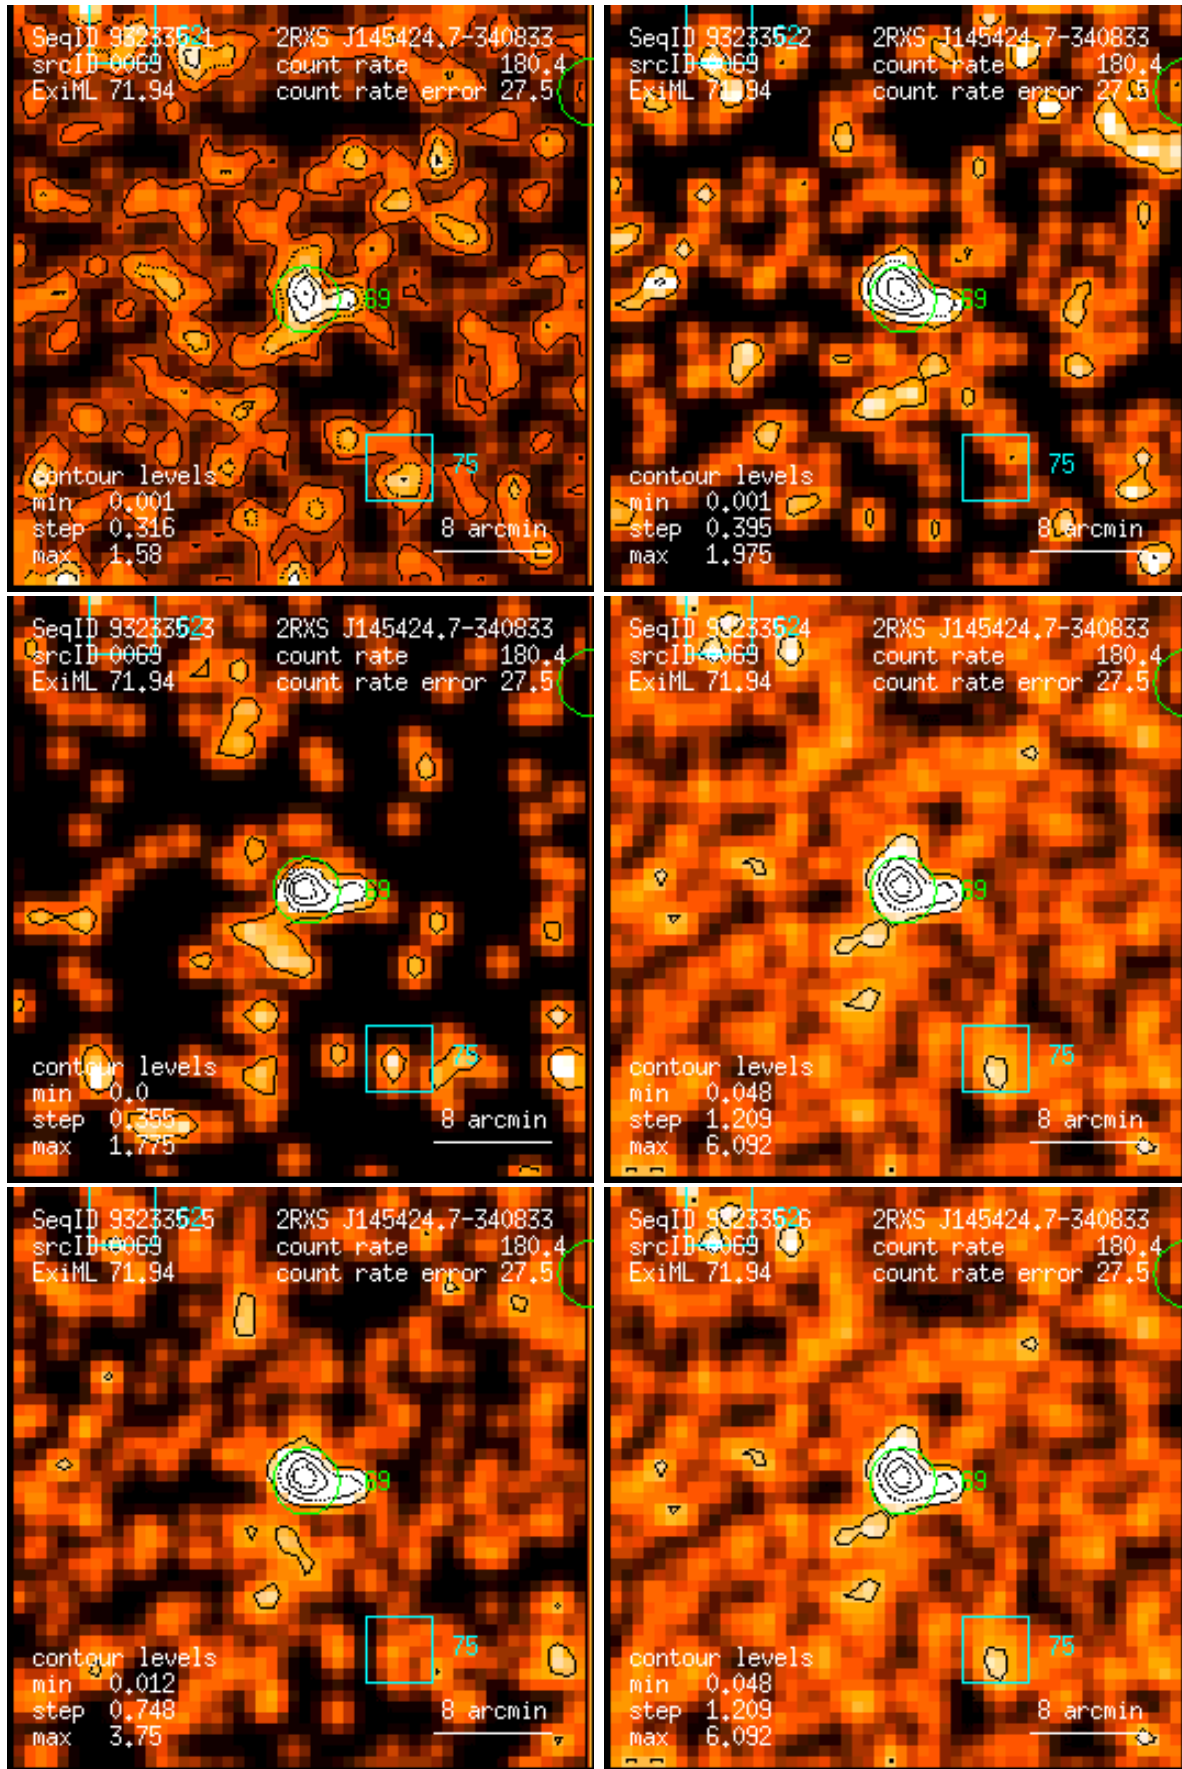 SeqID 93233521 2RXS J145424.7-340833
srcID 0069 count rate 180.4
ExiML 71.94 count rate error 27.5
69
75
contour levels
min 0.001
step 0.316 8 arcmin
max 1.58
2RXS J145424.7-340833
srcID 0069 count rate 180.4
ExiML 71.94 count rate error 27.5
69
75
contour levels
min 0.001
step 0.395 8 arcmin
max 1.975
2RXS J145424.7-340833
srcID 0069 count rate 180.4
ExiML 71.94 count rate error 27.5
69
75
contour levels
min 0.0
step 0.355 8 arcmin
max 1.775
2RXS J145424.7-340833
srcID 0069 count rate 180.4
ExiML 71.94 count rate error 27.5
69
75
contour levels
min 0.048
step 1.209 8 arcmin
max 6.092
2RXS J145424.7-340833
srcID 0069 count rate 180.4
ExiML 71.94 count rate error 27.5
69
75
contour levels
min 0.012
step 0.748 8 arcmin
max 3.75
2RXS J145424.7-340833
srcID 0069 count rate 180.4
ExiML 71.94 count rate error 27.5
69
75
contour levels
min 0.048
step 1.209 8 arcmin
max 6.092